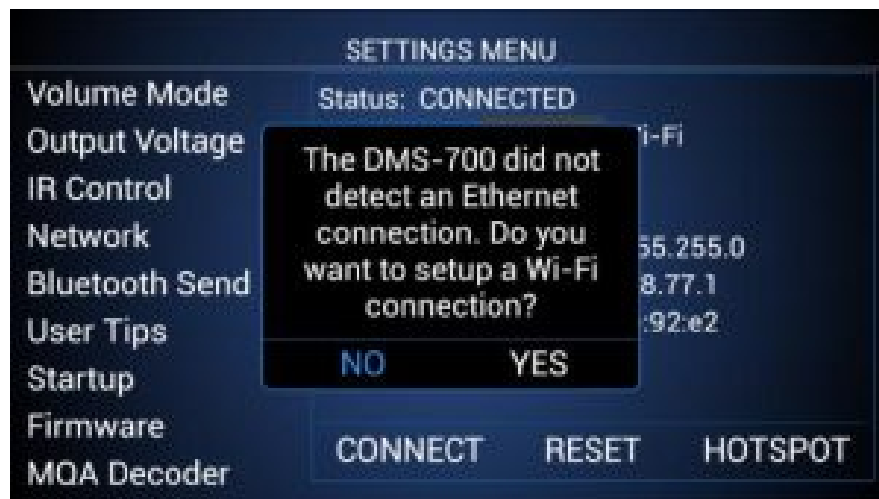 SETTINGS MENU
Volume Mode
Output Voltage
IR Control
Network
Bluetooth Send
User Tips
Startup
Firmware
MQA Decoder
Status: CONNECTED
i-Fi
55.255.0
8.77.1
:92:e2
The DMS-700 did not
detect an Ethernet
connection. Do you
want to setup a Wi-Fi
connection?
NO YES
CONNECT RESET HOTSPOT